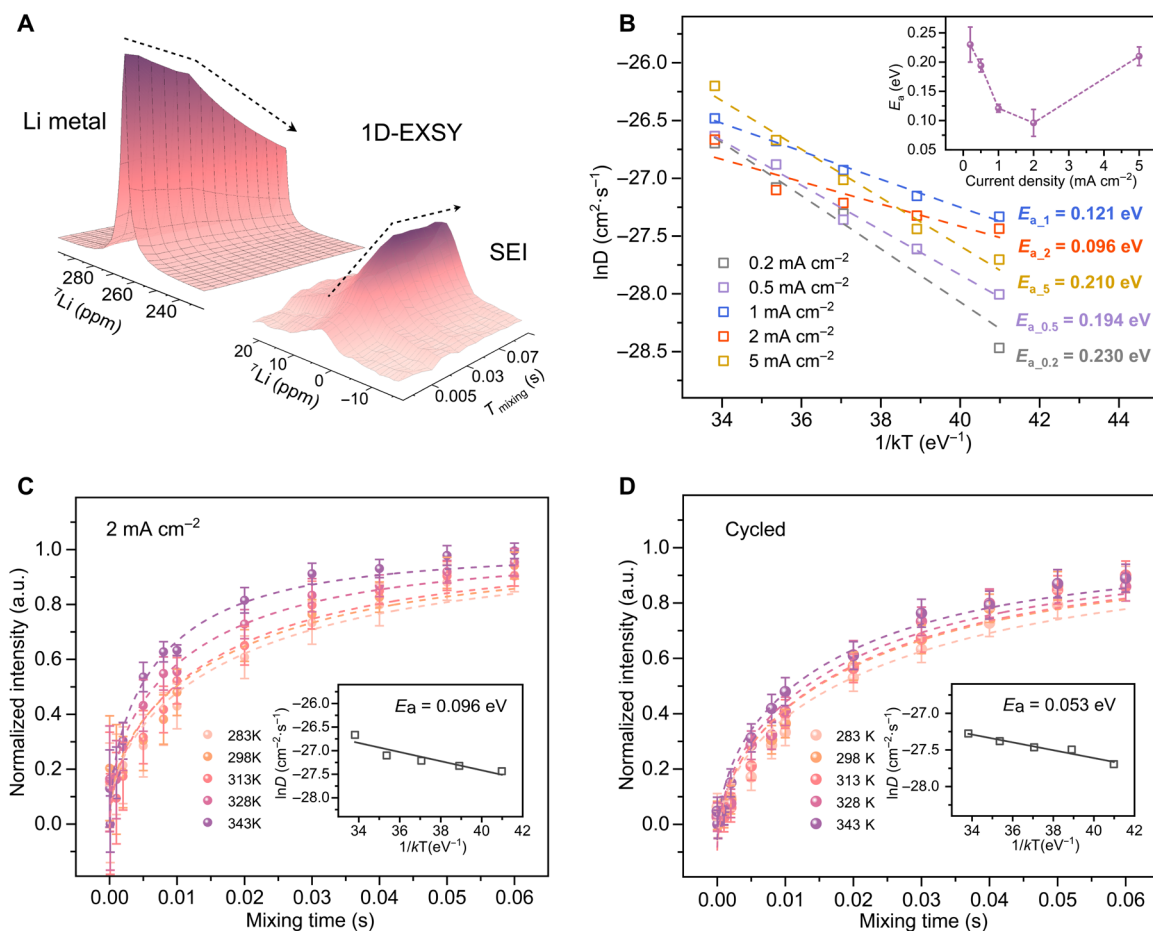 A
Li metal
1D-EXSY
SEI
280
260
240
⁷Li (ppm)
20
10
0
−10
⁷Li (ppm)
0.005
0.03
0.07
T mixing (s)
B
−26.0
−26.5
−27.0
−27.5
−28.0
−28.5
lnD (cm²·s⁻¹)
34 36 38 40 42 44
1/kT (eV⁻¹)
0.2 mA cm⁻²
0.5 mA cm⁻²
1 mA cm⁻²
2 mA cm⁻²
5 mA cm⁻²
Eₐ_1 = 0.121 eV
Eₐ_2 = 0.096 eV
Eₐ_5 = 0.210 eV
Eₐ_0.5 = 0.194 eV
Eₐ_0.2 = 0.230 eV
0.25
0.20
0.15
0.10
0.05
Eₐ (eV)
0 1 2 3 4 5
Current density (mA cm⁻²)
C
2 mA cm⁻²
1.0
0.8
0.6
0.4
0.2
0.0
Normalized intensity (a.u.)
0.00 0.01 0.02 0.03 0.04 0.05 0.06
Mixing time (s)
283K
298K
313K
328K
343K
Ea = 0.096 eV
−26.0
−26.5
−27.0
−27.5
−28.0
lnD (cm⁻²·s⁻¹)
34 36 38 40 42
1/kT(eV⁻¹)
D
Cycled
1.0
0.8
0.6
0.4
0.2
0.0
Normalized intensity (a.u.)
0.00 0.01 0.02 0.03 0.04 0.05 0.06
Mixing time (s)
283 K
298 K
313 K
328 K
343 K
Ea = 0.053 eV
−27.0
−27.5
−28.0
lnD (cm⁻²·s⁻¹)
34 36 38 40 42
1/kT(eV⁻¹)